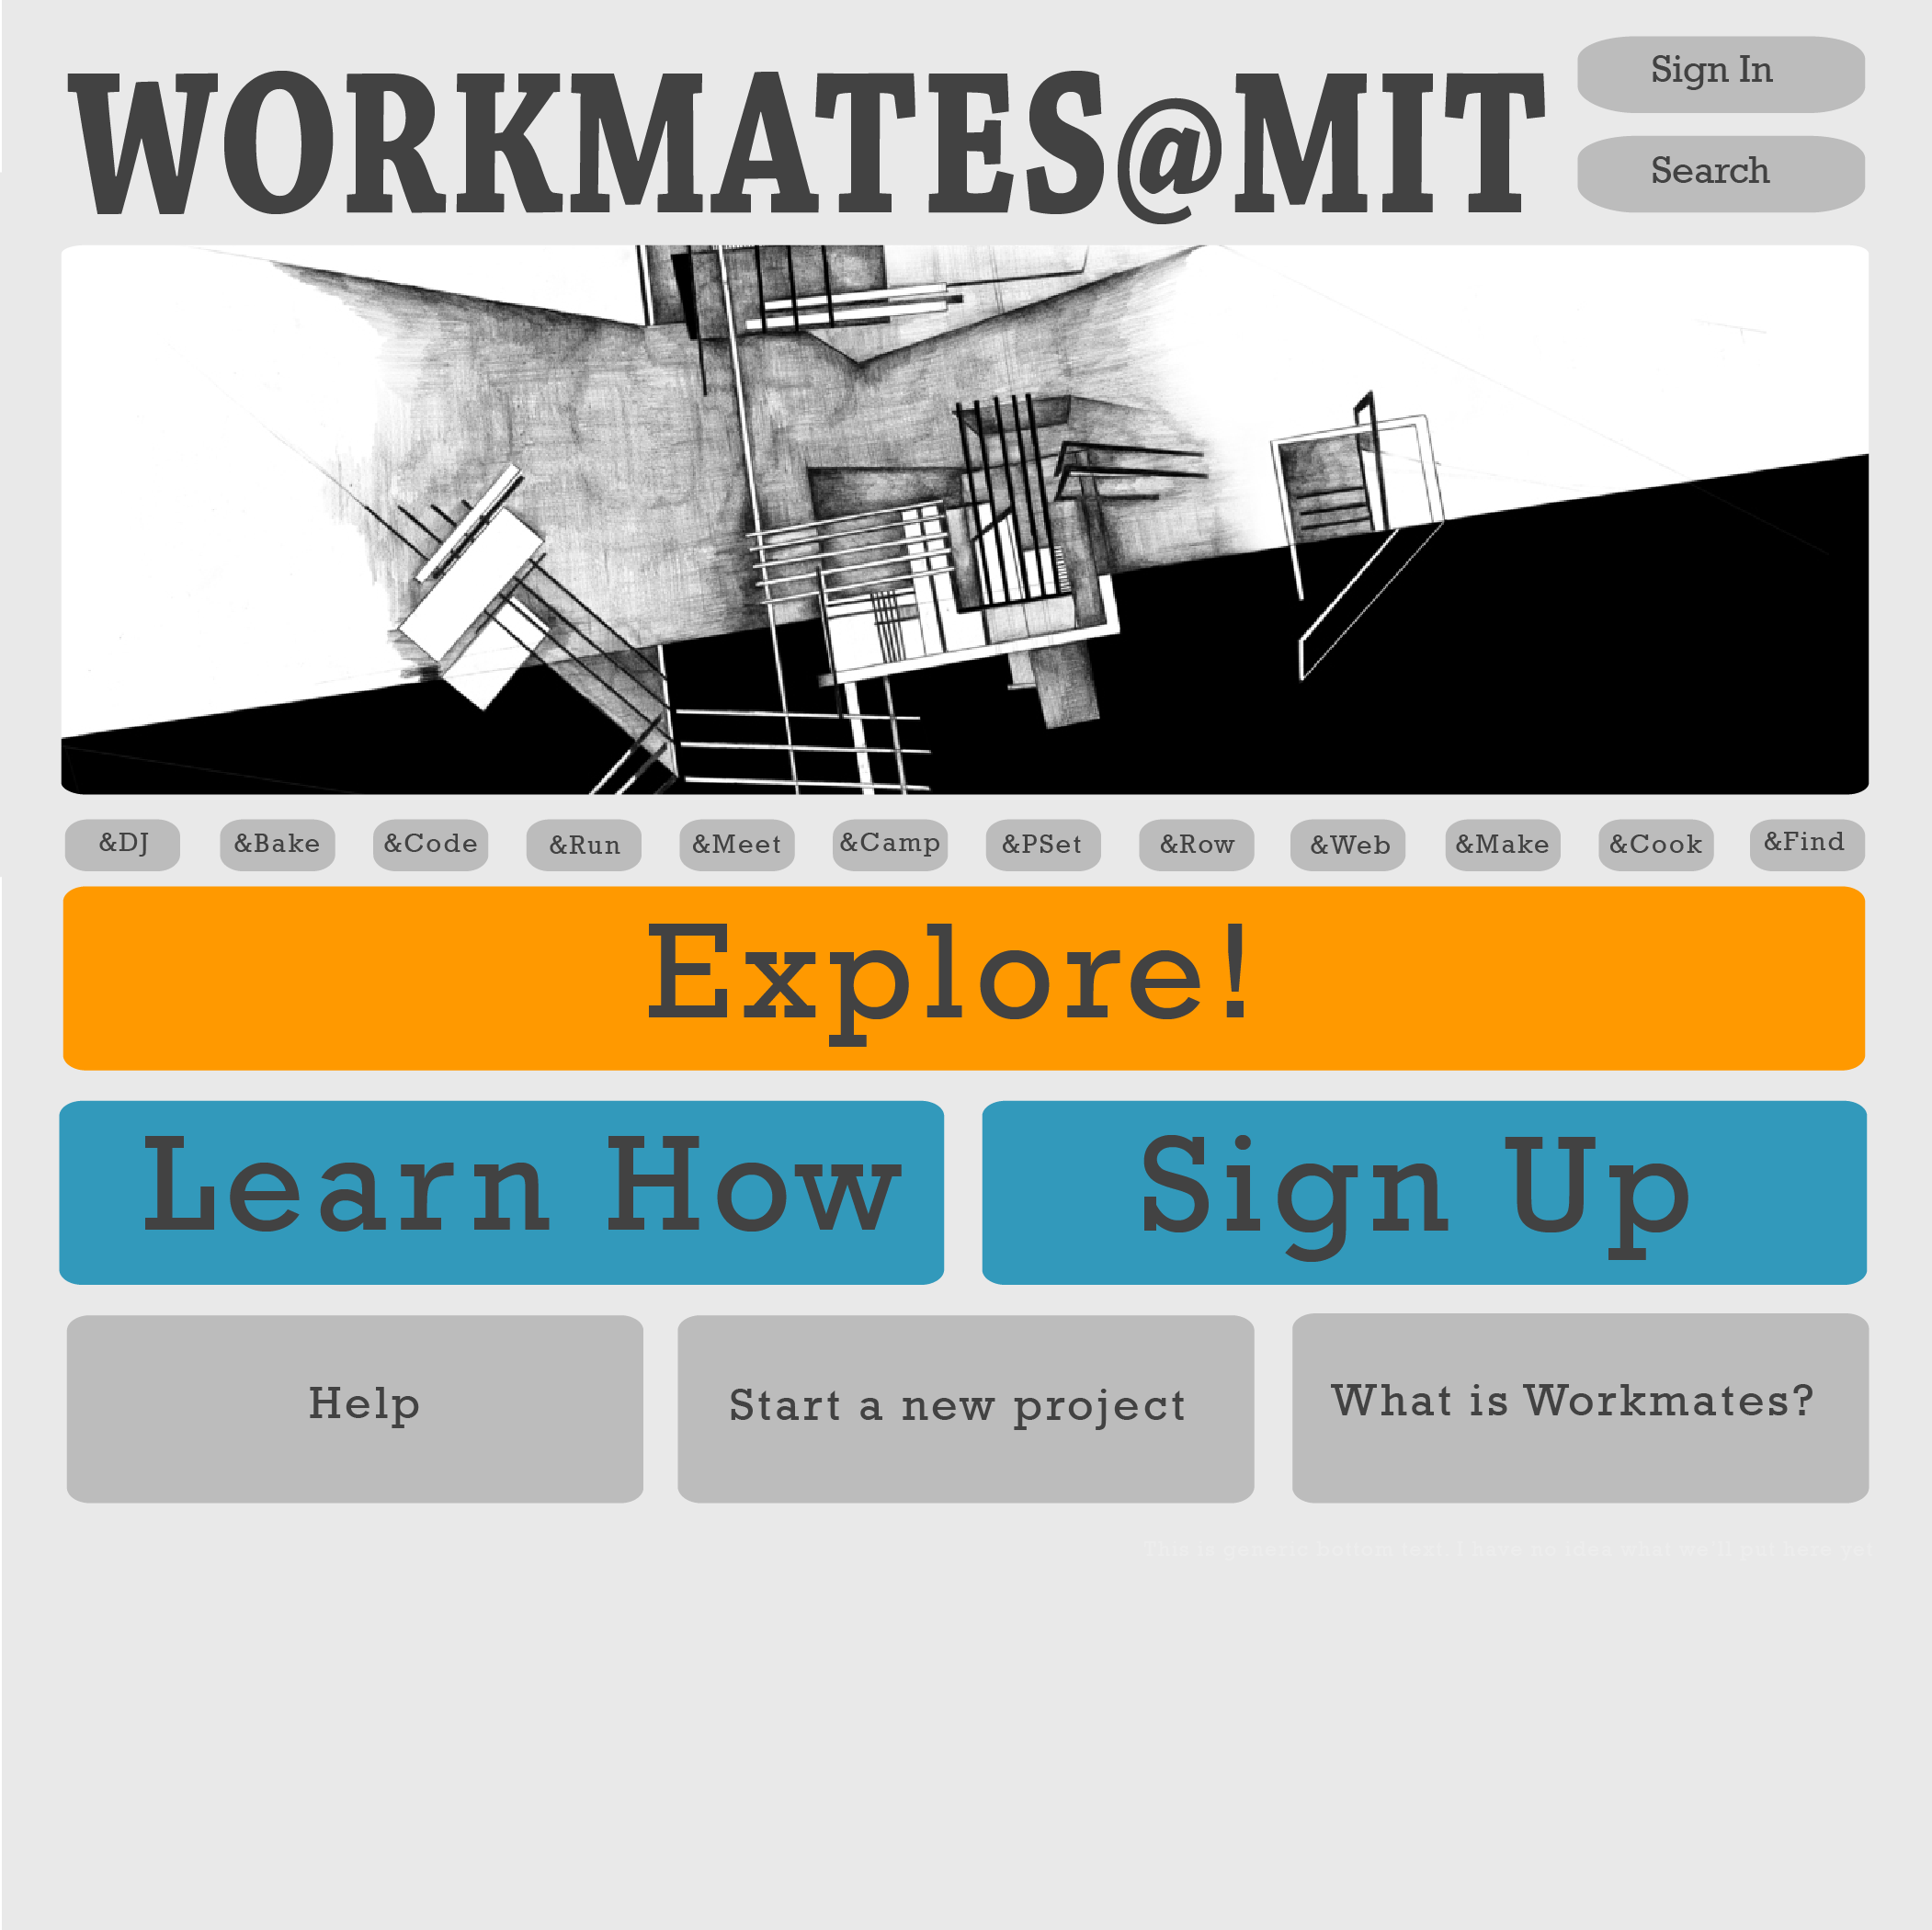 WORKMATES@MIT
Sign In
Search
&DJ
&Bake
&Code
&Run
&Meet
&Camp
&PSet
&Row
&Web
&Make
&Cook
&Find
Explore!
Learn How
Sign Up
Help
Start a new project
What is Workmates?
This is generic bottom text. I have no idea what we'll put here yet